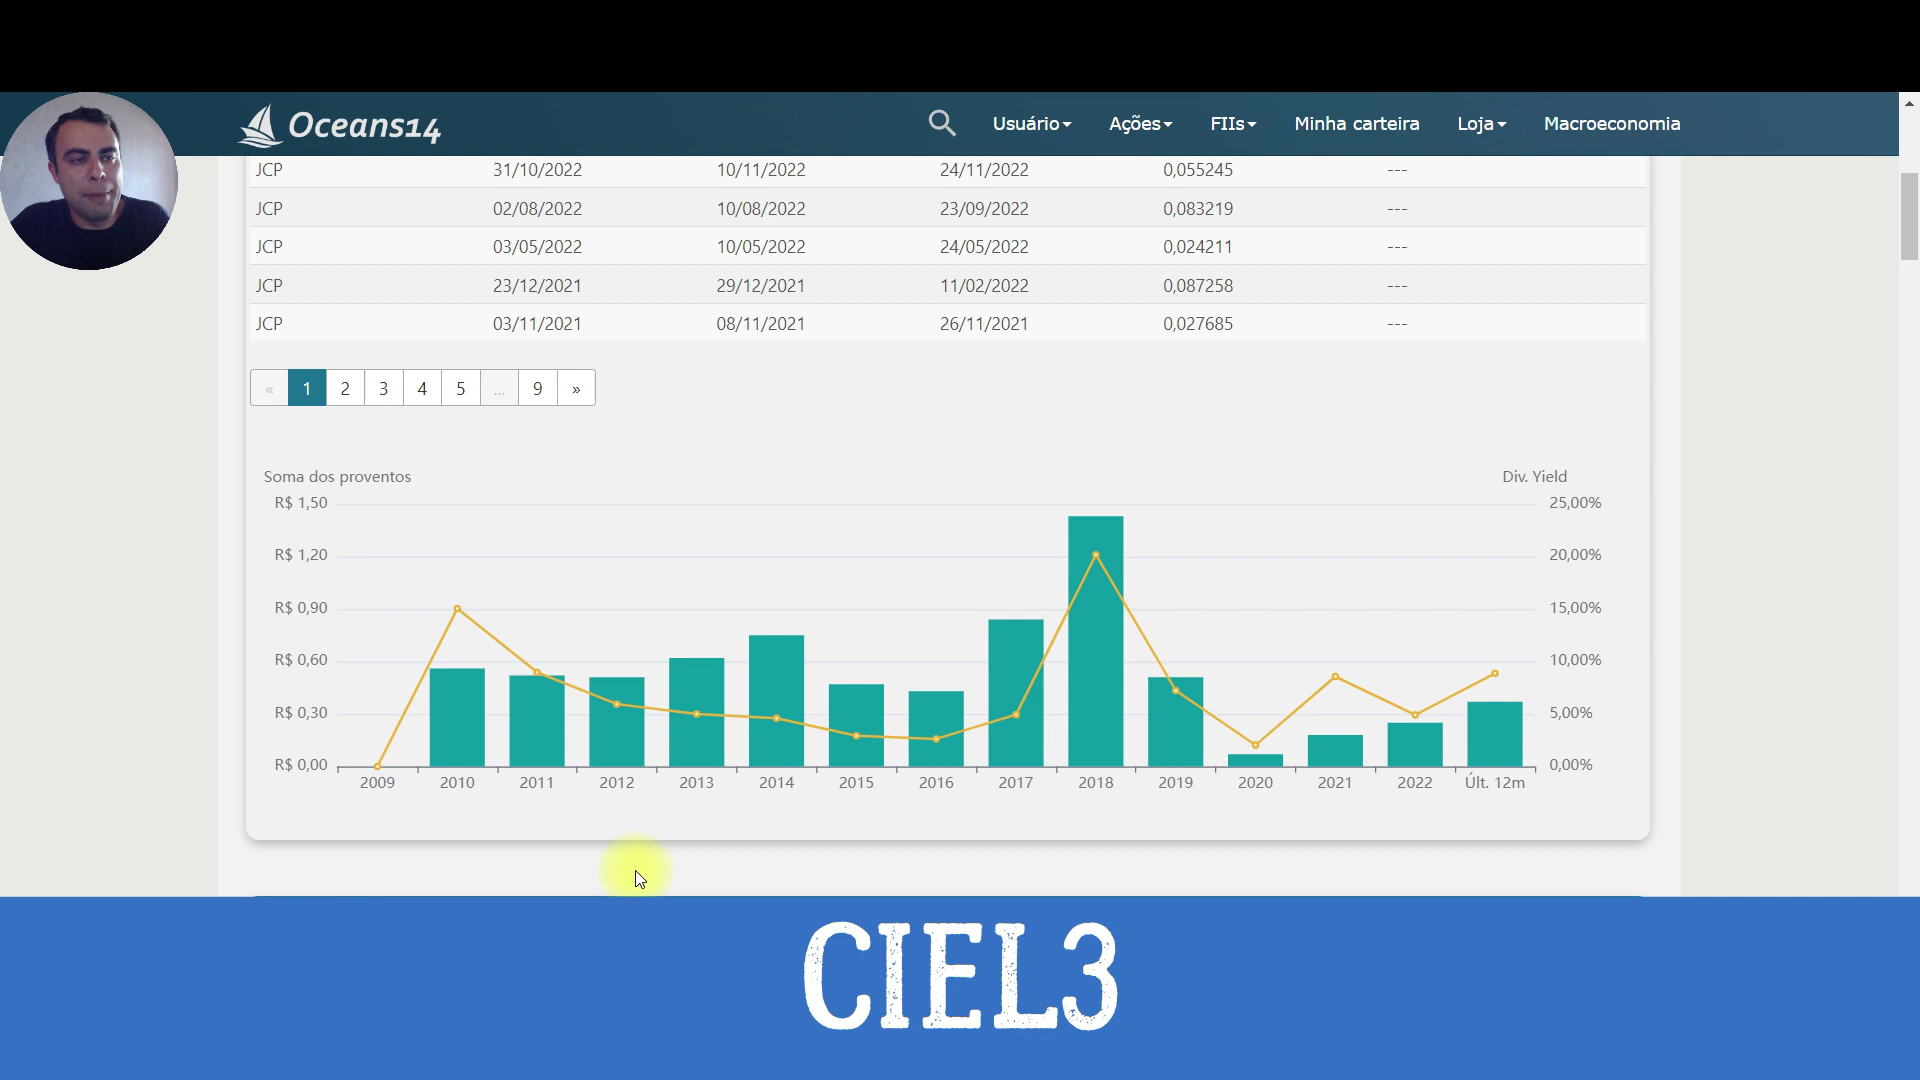 Oceans14
Usuário Ações FIIs Minha carteira Loja Macroeconomia
JCP 31/10/2022 10/11/2022 24/11/2022 0,055245 ---
JCP 02/08/2022 10/08/2022 23/09/2022 0,083219 ---
JCP 03/05/2022 10/05/2022 24/05/2022 0,024211 ---
JCP 23/12/2021 29/12/2021 11/02/2022 0,087258 ---
JCP 03/11/2021 08/11/2021 26/11/2021 0,027685 ---
« 1 2 3 4 5 ... 9 »
Soma dos proventos Div. Yield
R$ 1,50 25,00%
R$ 1,20 20,00%
R$ 0,90 15,00%
R$ 0,60 10,00%
R$ 0,30 5,00%
R$ 0,00 0,00%
2009 2010 2011 2012 2013 2014 2015 2016 2017 2018 2019 2020 2021 2022 Últ. 12m
CIEL3